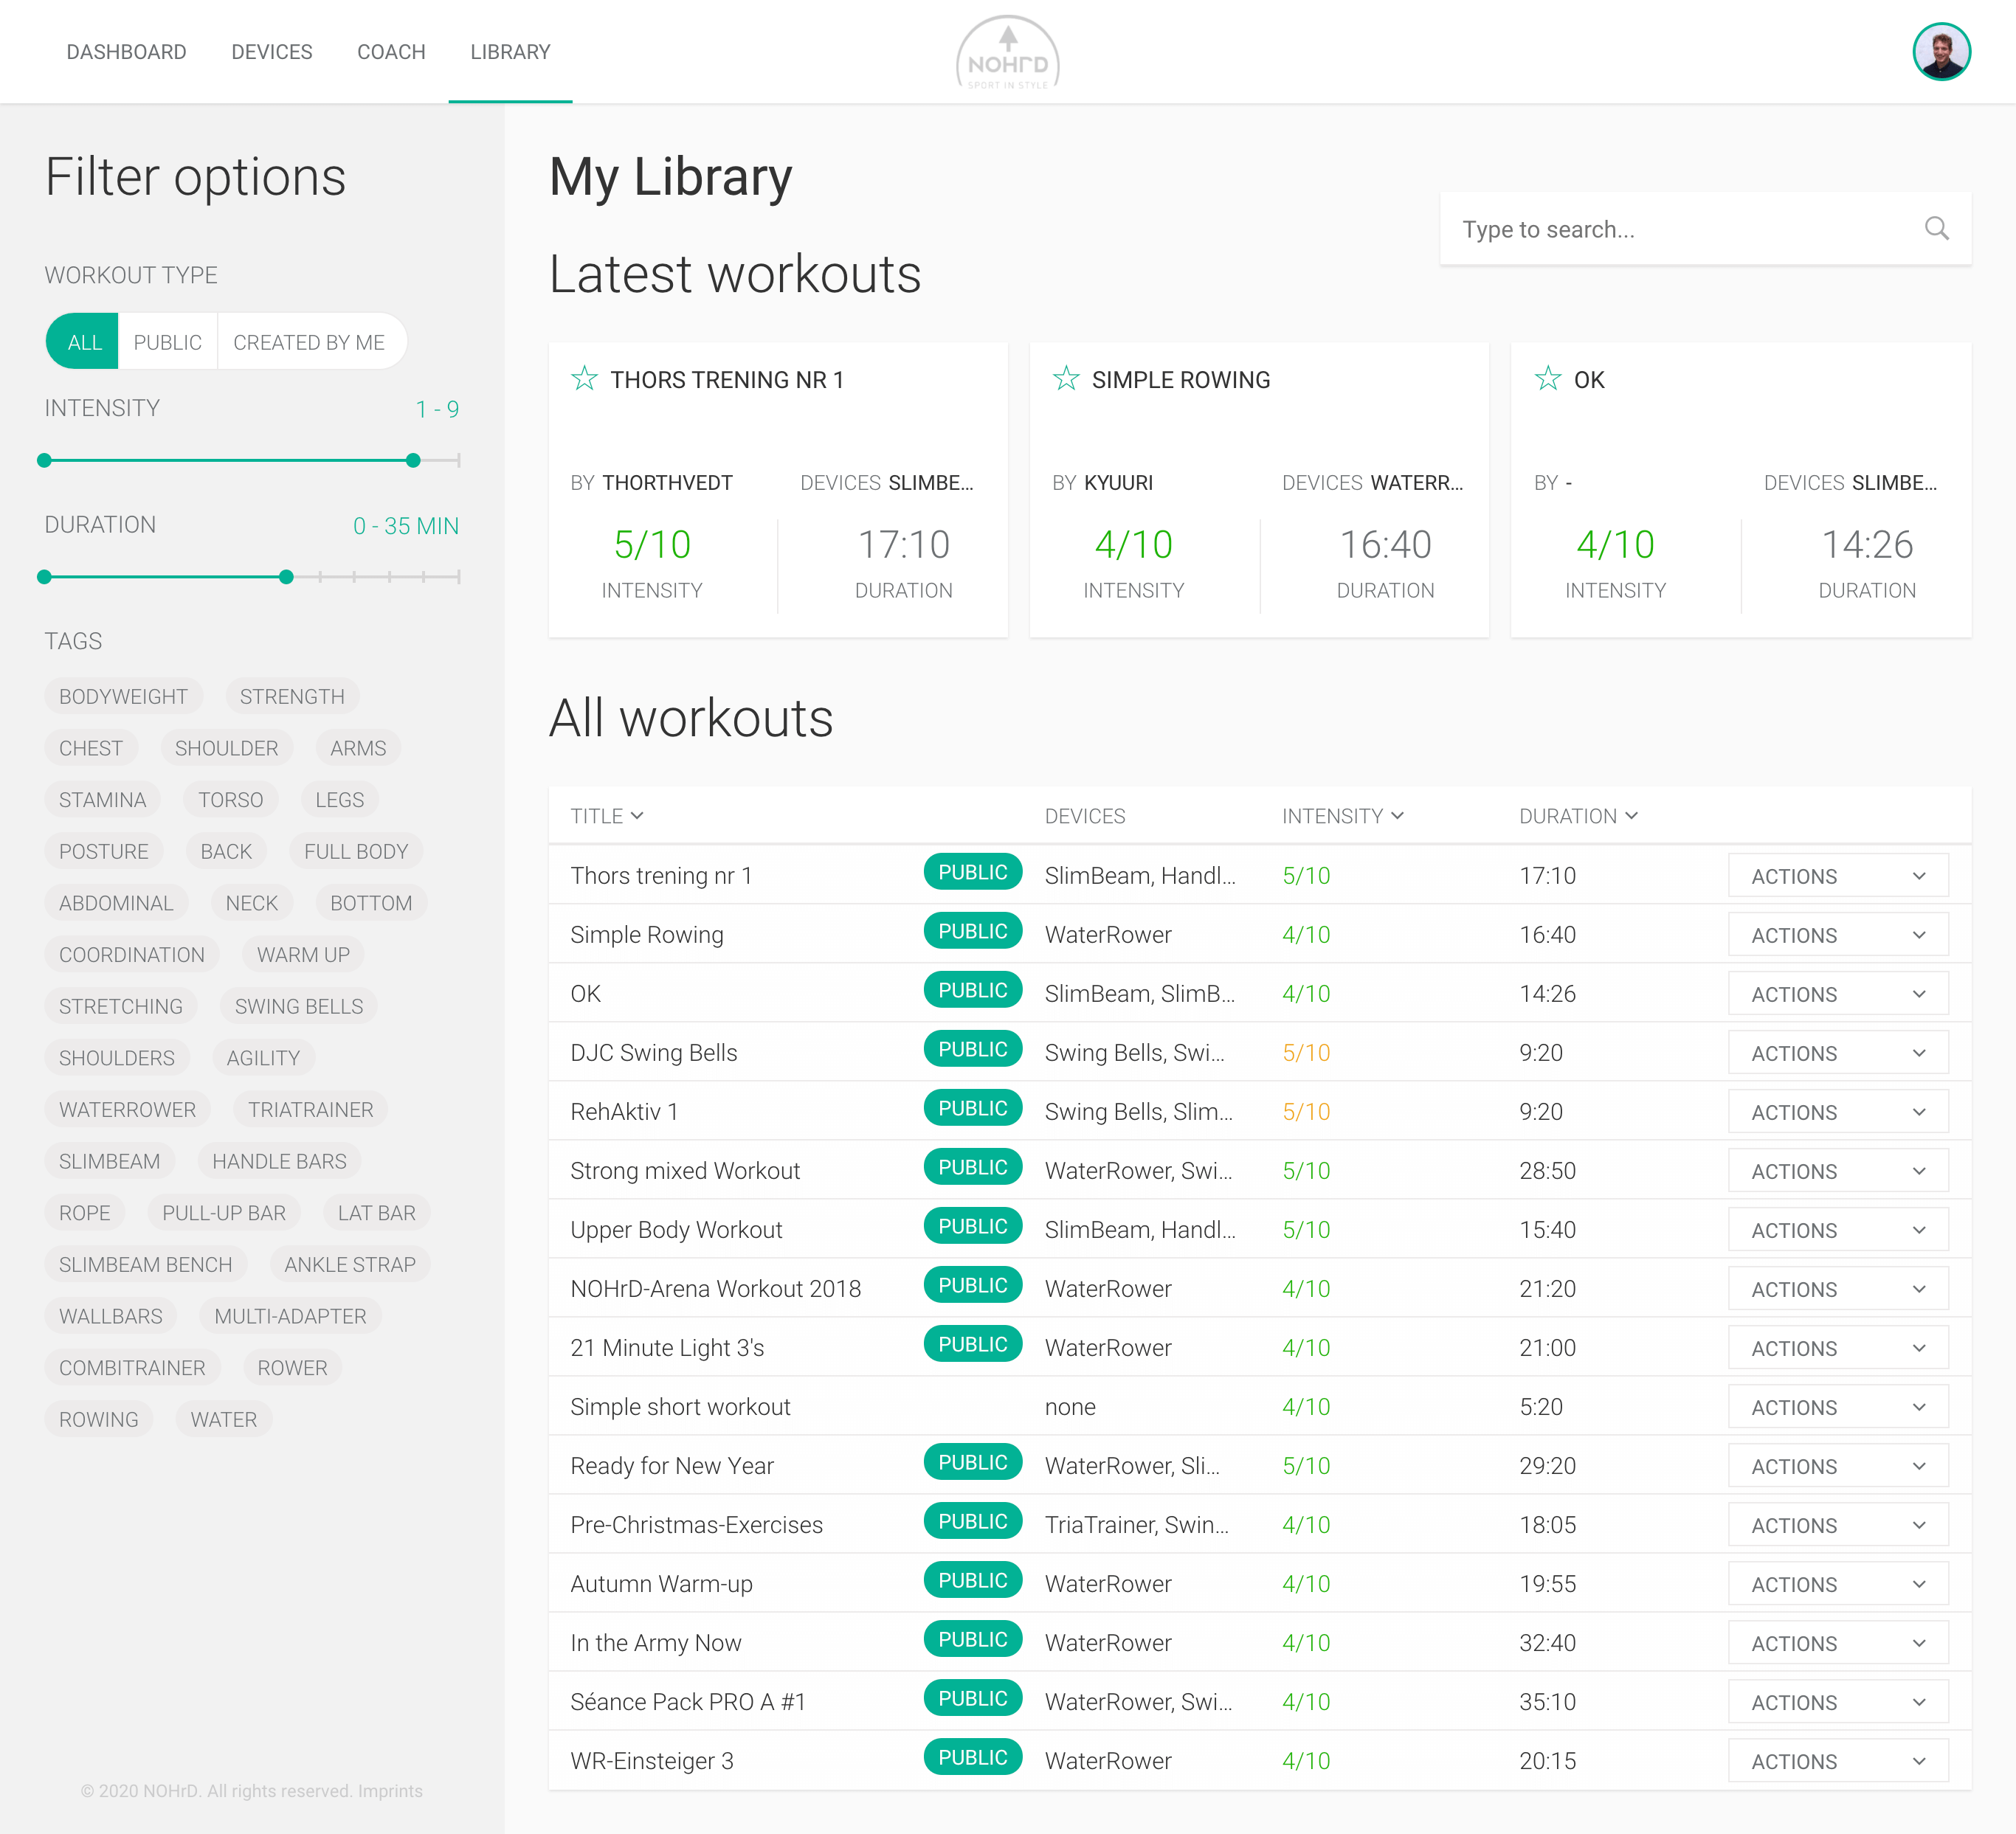 DASHBOARD DEVICES COACH LIBRARY
NOHrD
SPORT IN STYLE
Filter options
WORKOUT TYPE
ALL PUBLIC CREATED BY ME
INTENSITY 1 - 9
DURATION 0 - 35 MIN
TAGS
BODYWEIGHT STRENGTH
CHEST SHOULDER ARMS
STAMINA TORSO LEGS
POSTURE BACK FULL BODY
ABDOMINAL NECK BOTTOM
COORDINATION WARM UP
STRETCHING SWING BELLS
SHOULDERS AGILITY
WATERROWER TRIATRAINER
SLIMBEAM HANDLE BARS
ROPE PULL-UP BAR LAT BAR
SLIMBEAM BENCH ANKLE STRAP
WALLBARS MULTI-ADAPTER
COMBITRAINER ROWER
ROWING WATER
© 2020 NOHrD. All rights reserved. Imprints
My Library
Type to search...
Latest workouts
THORS TRENING NR 1
BY THORTHVEDT DEVICES SLIMBE...
5/10 17:10
INTENSITY DURATION
SIMPLE ROWING
BY KYUURI DEVICES WATERR...
4/10 16:40
INTENSITY DURATION
OK
BY - DEVICES SLIMBE...
4/10 14:26
INTENSITY DURATION
All workouts
TITLE DEVICES INTENSITY DURATION
Thors trening nr 1 PUBLIC SlimBeam, Handl... 5/10 17:10 ACTIONS
Simple Rowing PUBLIC WaterRower 4/10 16:40 ACTIONS
OK PUBLIC SlimBeam, SlimB... 4/10 14:26 ACTIONS
DJC Swing Bells PUBLIC Swing Bells, Swi... 5/10 9:20 ACTIONS
RehAktiv 1 PUBLIC Swing Bells, Slim... 5/10 9:20 ACTIONS
Strong mixed Workout PUBLIC WaterRower, Swi... 5/10 28:50 ACTIONS
Upper Body Workout PUBLIC SlimBeam, Handl... 5/10 15:40 ACTIONS
NOHrD-Arena Workout 2018 PUBLIC WaterRower 4/10 21:20 ACTIONS
21 Minute Light 3's PUBLIC WaterRower 4/10 21:00 ACTIONS
Simple short workout none 4/10 5:20 ACTIONS
Ready for New Year PUBLIC WaterRower, Sli... 5/10 29:20 ACTIONS
Pre-Christmas-Exercises PUBLIC TriaTrainer, Swin... 4/10 18:05 ACTIONS
Autumn Warm-up PUBLIC WaterRower 4/10 19:55 ACTIONS
In the Army Now PUBLIC WaterRower 4/10 32:40 ACTIONS
Séance Pack PRO A #1 PUBLIC WaterRower, Swi... 4/10 35:10 ACTIONS
WR-Einsteiger 3 PUBLIC WaterRower 4/10 20:15 ACTIONS